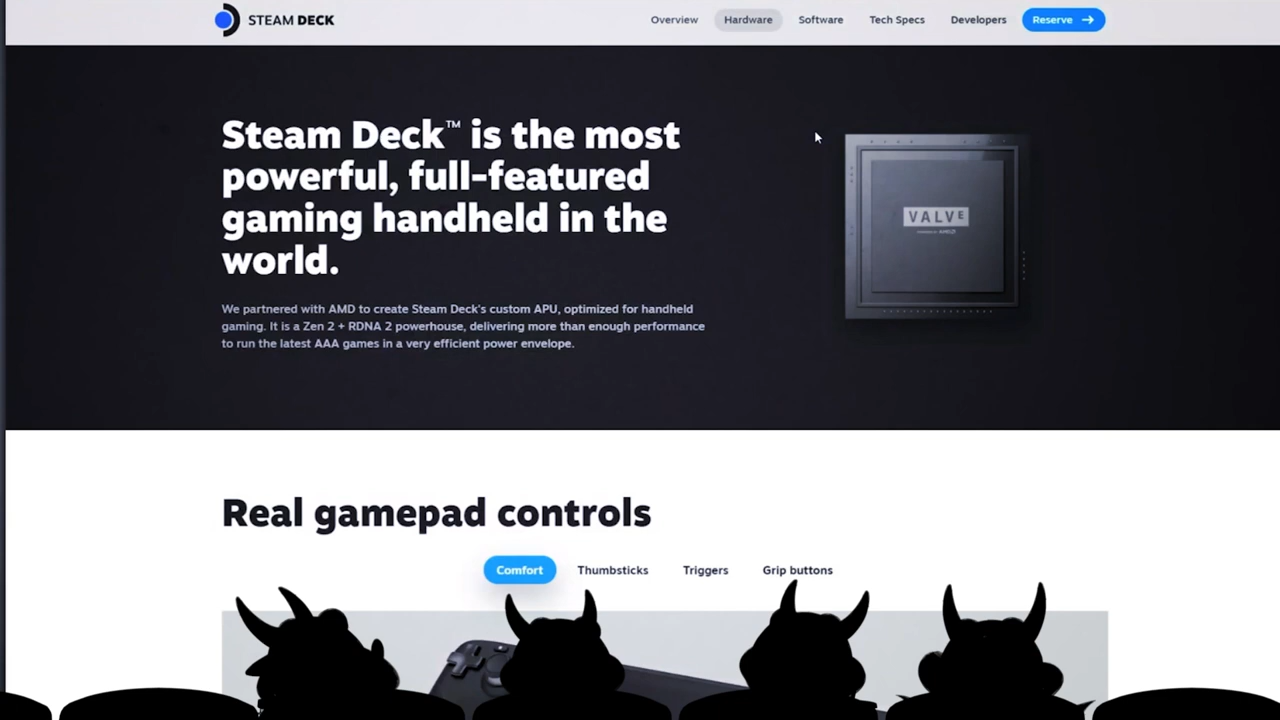 STEAM DECK
Overview
Hardware
Software
Tech Specs
Developers
Reserve →
Steam Deck™ is the most
powerful, full-featured
gaming handheld in the
world.
We partnered with AMD to create Steam Deck's custom APU, optimized for handheld
gaming. It is a Zen 2 + RDNA 2 powerhouse, delivering more than enough performance
to run the latest AAA games in a very efficient power envelope.
VALVE
POWERED BY AMD
Real gamepad controls
Comfort
Thumbsticks
Triggers
Grip buttons